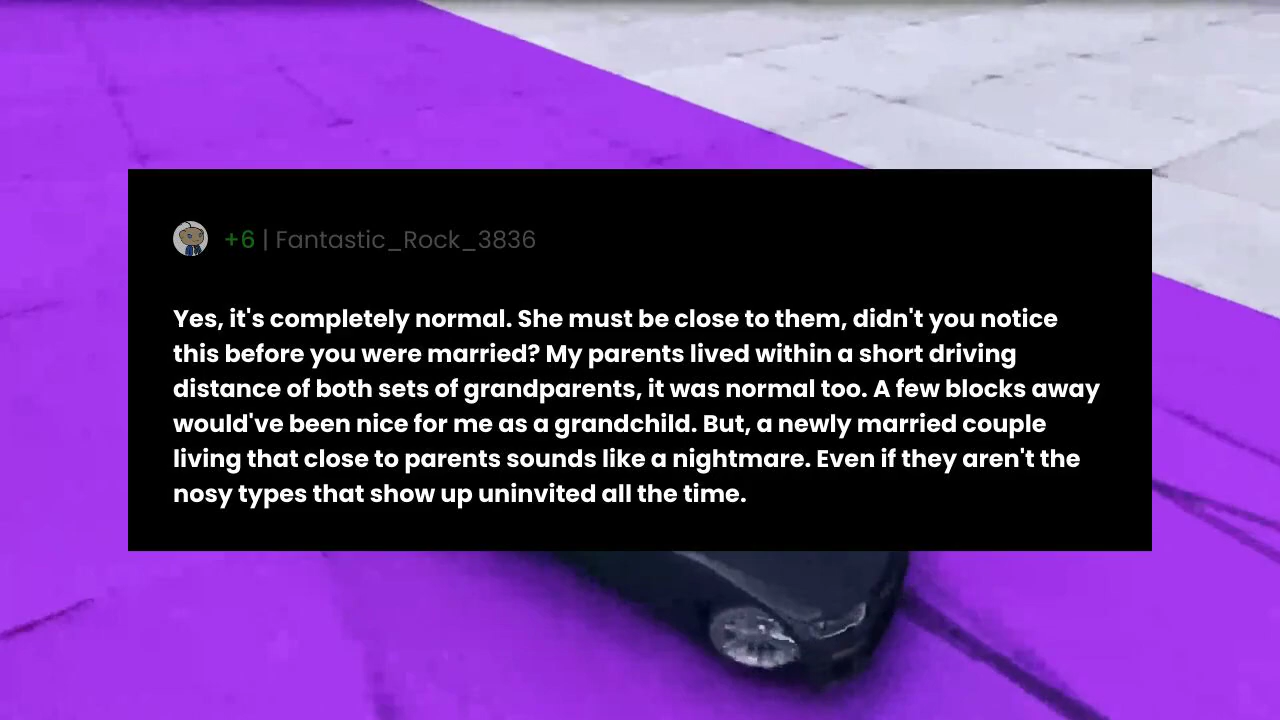 +6 | Fantastic_Rock_3836
Yes, it's completely normal. She must be close to them, didn't you notice
this before you were married? My parents lived within a short driving
distance of both sets of grandparents, it was normal too. A few blocks away
would've been nice for me as a grandchild. But, a newly married couple
living that close to parents sounds like a nightmare. Even if they aren't the
nosy types that show up uninvited all the time.